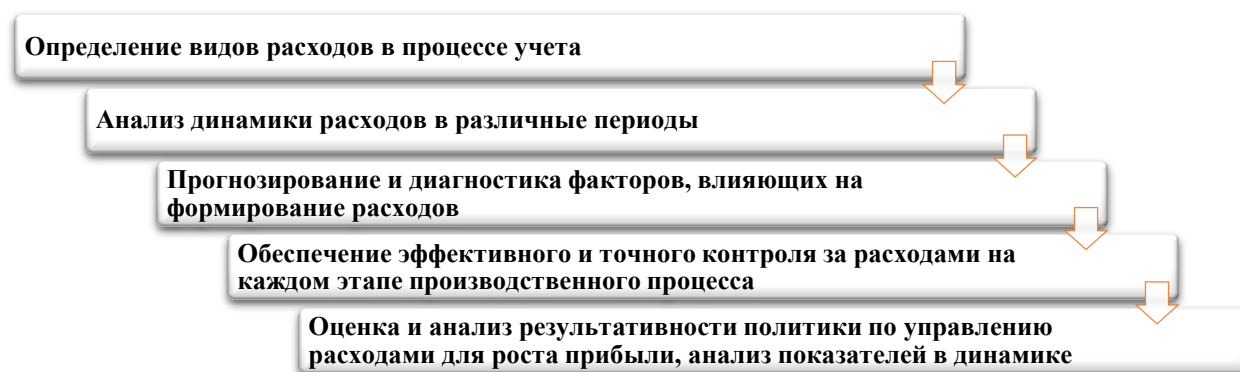 Определение видов расходов в процессе учета
Анализ динамики расходов в различные периоды
Прогнозирование и диагностика факторов, влияющих на
формирование расходов
Обеспечение эффективного и точного контроля за расходами на
каждом этапе производственного процесса
Оценка и анализ результативности политики по управлению
расходами для роста прибыли, анализ показателей в динамике